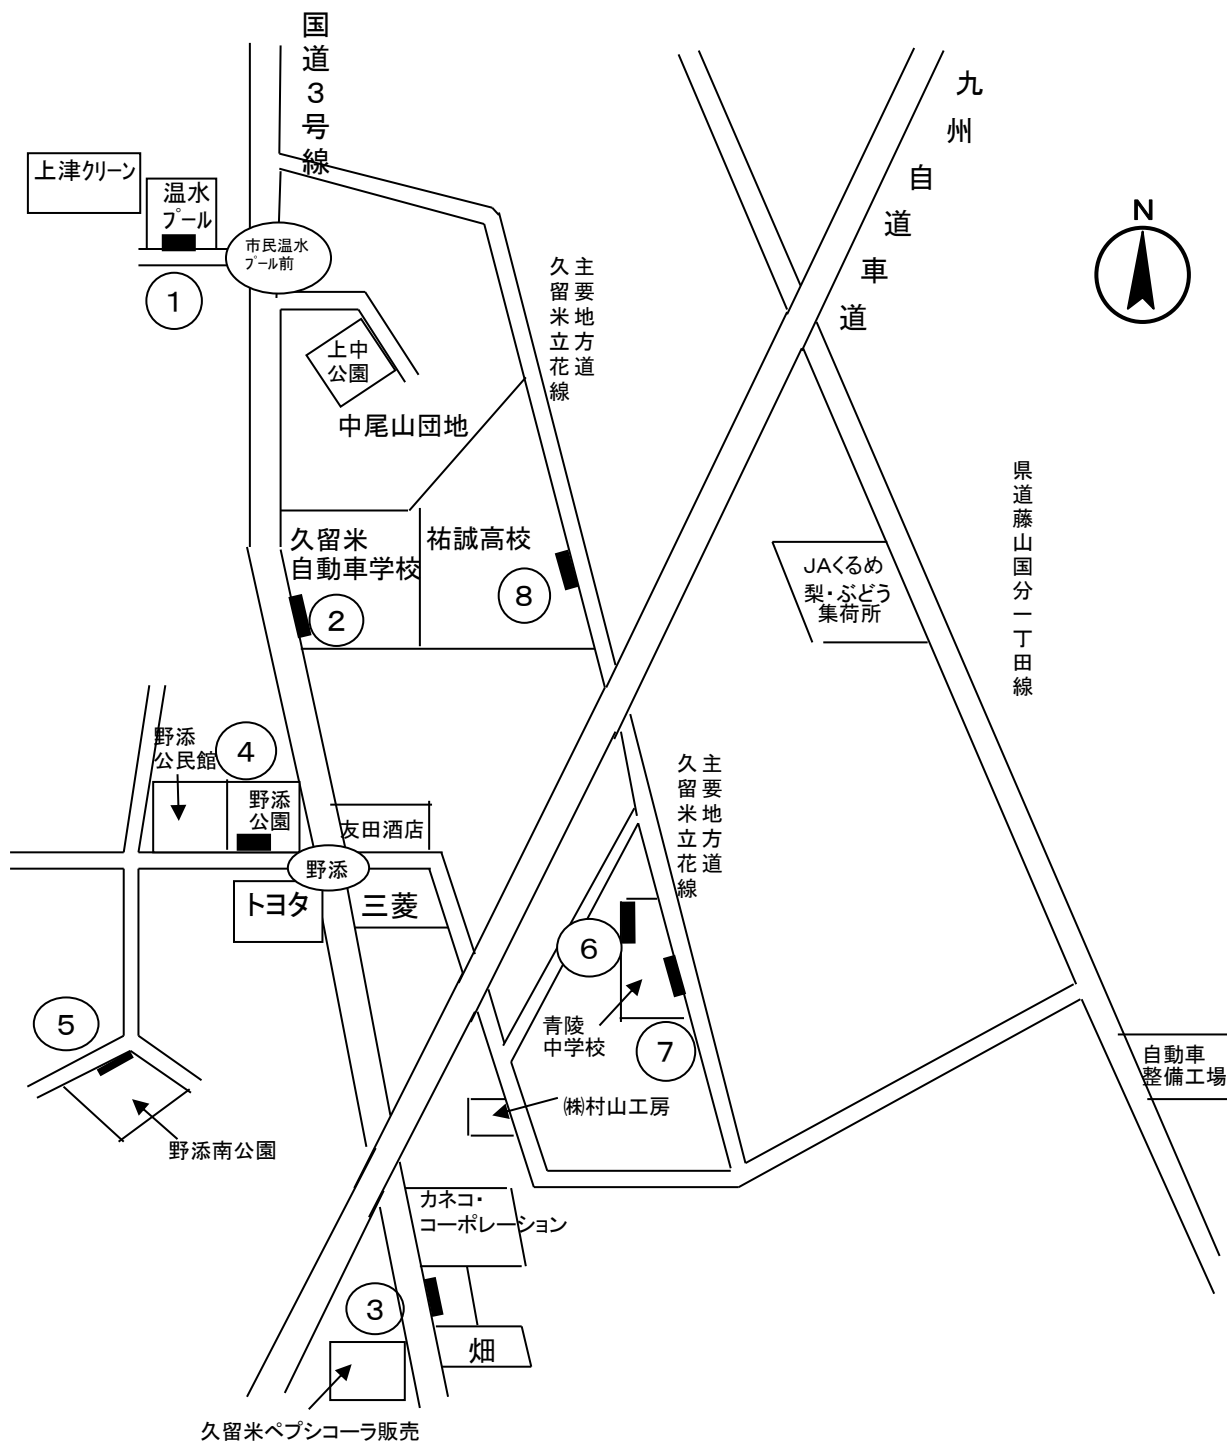 国道３号線
九州自道車道
上津クリーン
温水
プール
市民温水
プール前
①
N
主要地方道
久留米立花線
上中
公園
中尾山団地
県道藤山国分一丁田線
久留米
自動車学校
祐誠高校
②
⑧
JAくるめ
梨・ぶどう
集荷所
野添
公民館
④
野添
公園
主要地方道
久留米立花線
友田酒店
野添
トヨタ
三菱
⑥
⑤
青陵
中学校
⑦
自動車
整備工場
㈱村山工房
野添南公園
カネコ・
コーポレーション
③
畑
久留米ペプシコーラ販売